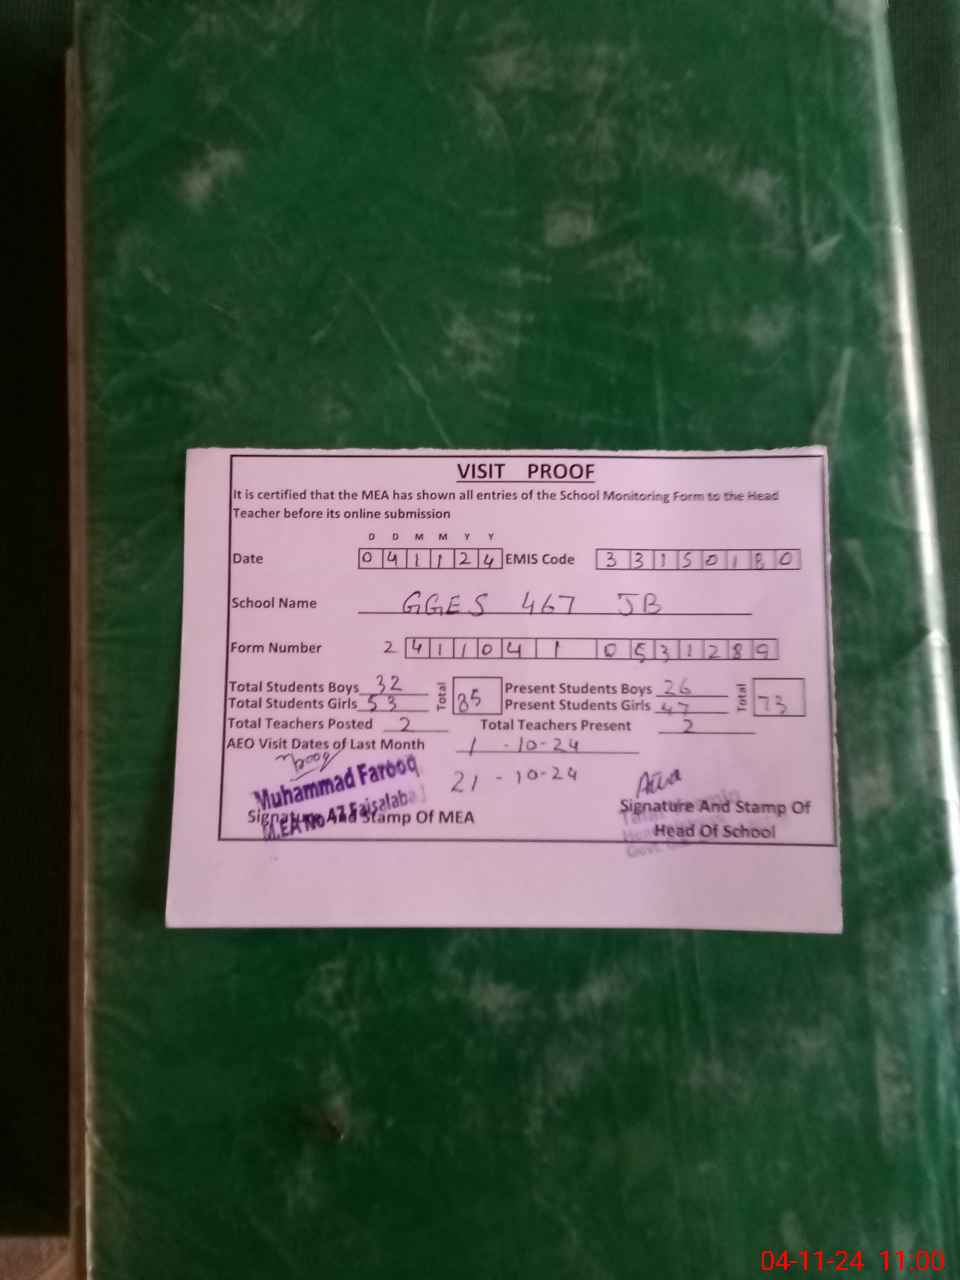 VISIT PROOF
It is certified that the MEA has shown all entries of the School Monitoring Form to the Head
Teacher before its online submission
D D M M Y Y
Date 0 4 1 1 2 4 EMIS Code 3 3 1 5 0 1 8 0
School Name GGES 467 JB
Form Number 2 4 1 1 0 4 1 0 5 3 1 2 8 9
Total Students Boys 32 Total 85 Present Students Boys 26 Total 73
Total Students Girls 53 Present Students Girls 47
Total Teachers Posted 2 Total Teachers Present 2
AEO Visit Dates of Last Month 1 - 10-24
21 - 10-24
Muhammad Farooq
M.EA No 47 Faisalabad
Signature And Stamp Of MEA
Signature And Stamp Of
Head Of School
04-11-24 11:00